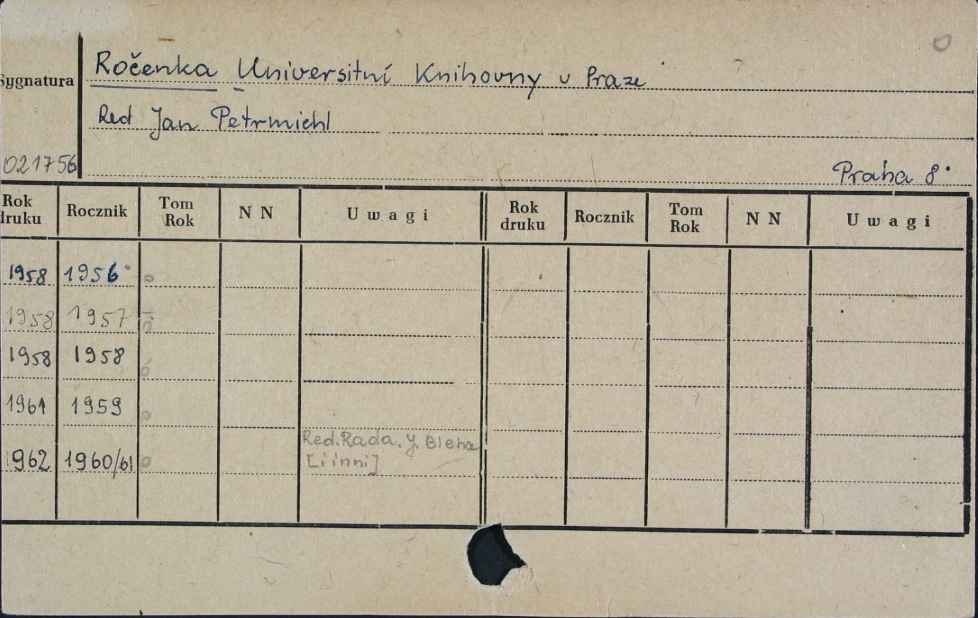 Sygnatura
Ročenka Universitní Knihovny v Praze
Red Jan Petrmichl
021756
Praha 8°
Rok druku Rocznik Tom Rok N N Uwagi Rok druku Rocznik Tom Rok N N Uwagi
1958 1956
1958 1957
1958 1958
1961 1959
1962 1960/61 Red. Rada. J. Bleha
[i inni]